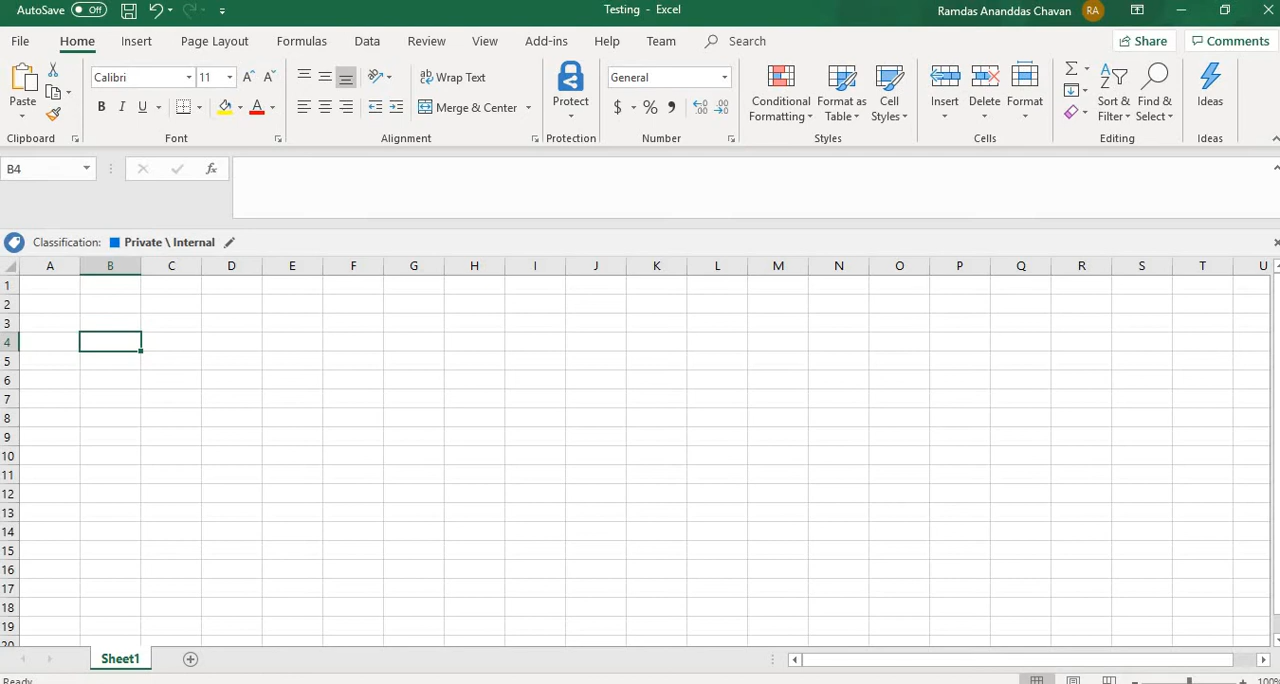 AutoSave Off Testing - Excel Ramdas Ananddas Chavan RA
File Home Insert Page Layout Formulas Data Review View Add-ins Help Team Search Share Comments
Paste Calibri 11 Wrap Text Protect General Conditional Formatting Format as Table Cell Styles Insert Delete Format Sort & Filter Find & Select Ideas
B I U A Merge & Center $ % 9
Clipboard Font Alignment Protection Number Styles Cells Editing Ideas
B4 fx
Classification: Private \ Internal
A B C D E F G H I J K L M N O P Q R S T U
1
2
3
4
5
6
7
8
9
10
11
12
13
14
15
16
17
18
19
20
Sheet1
Ready 100%